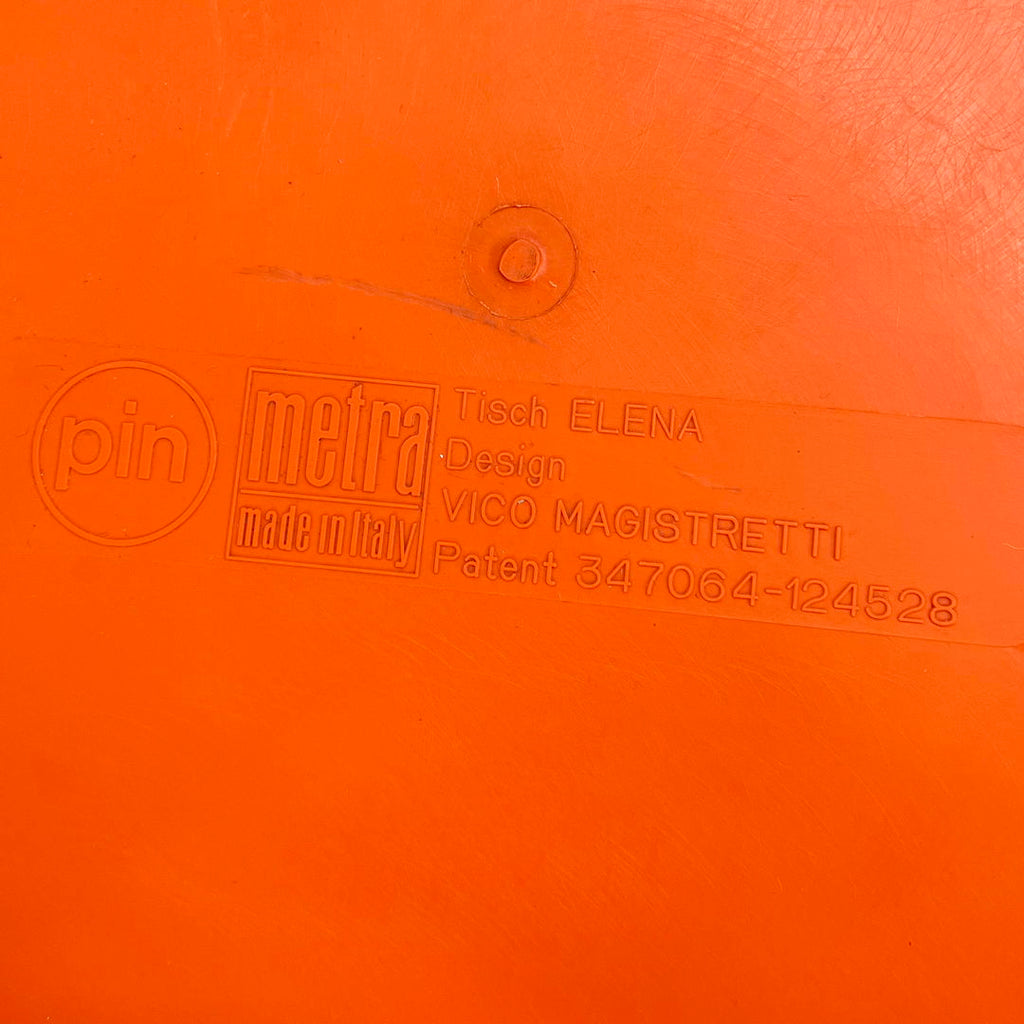 pin
metra
made in Italy
Tisch ELENA
Design
VICO MAGISTRETTI
Patent 347064-124528